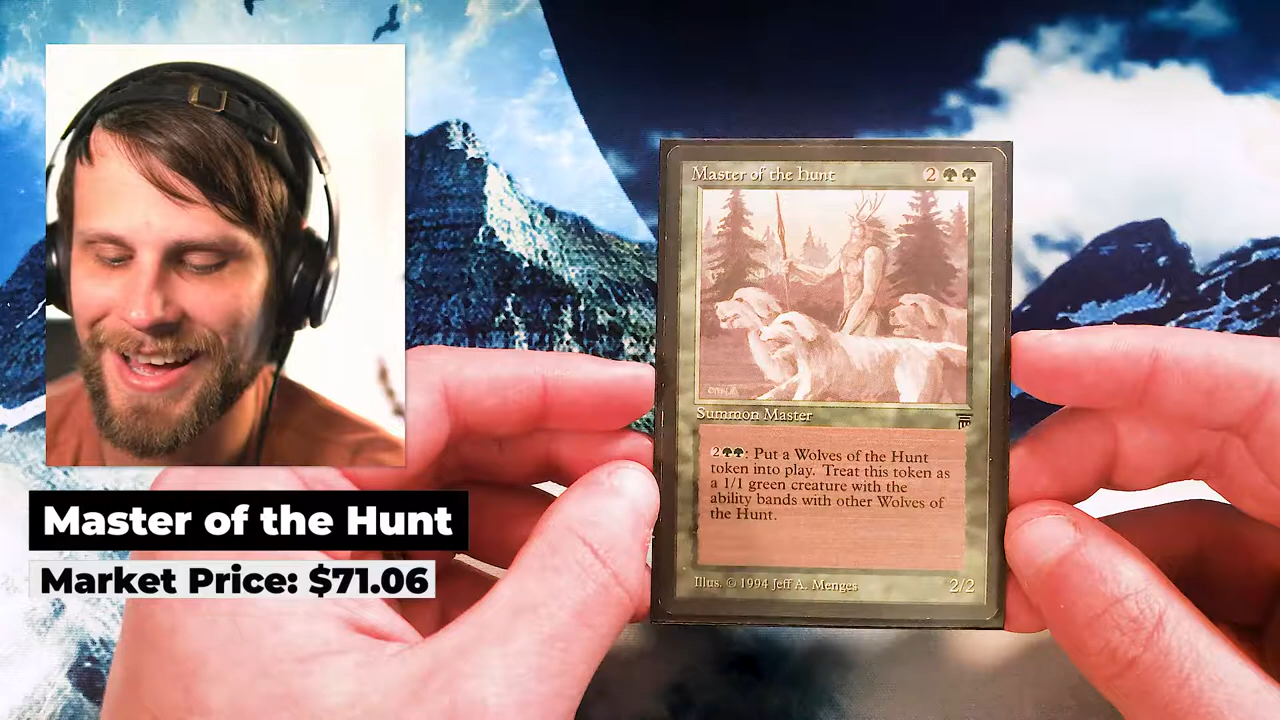 Master of the Hunt
Market Price: $71.06
Master of the Hunt 2
Summon Master
2: Put a Wolves of the Hunt
token into play. Treat this token as
a 1/1 green creature with the
ability bands with other Wolves of
the Hunt.
Illus. © 1994 Jeff A. Menges
2/2